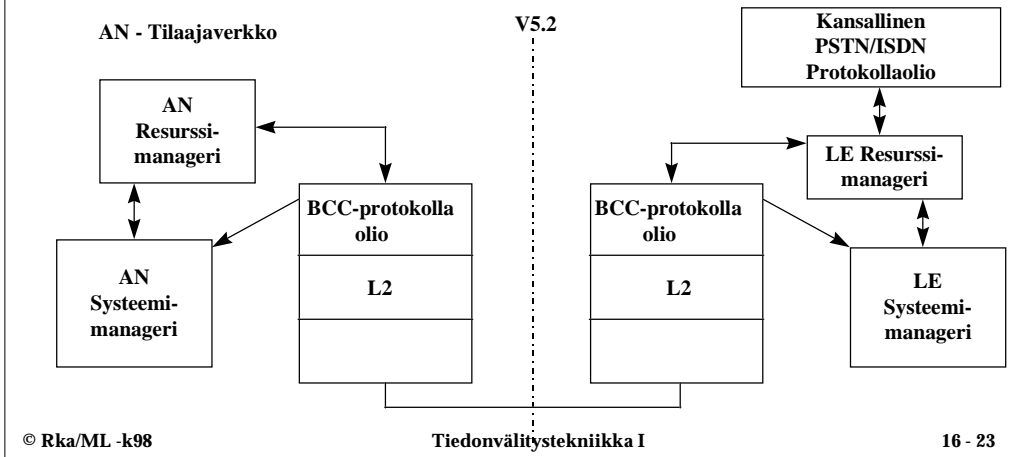 AN - Tilaajaverkko
V5.2
Kansallinen
PSTN/ISDN
Protokollaolio
AN
Resurssi-
manageri
LE Resurssi-
manageri
BCC-protokolla
olio
L2
BCC-protokolla
olio
L2
AN
Systeemi-
manageri
LE
Systeemi-
manageri
© Rka/ML -k98
Tiedonvälitystekniikka I
16 - 23